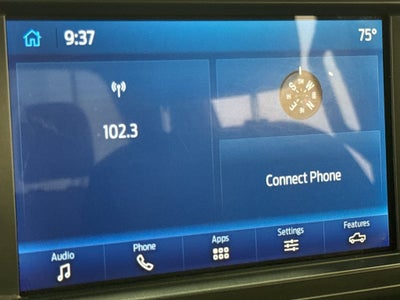 9:37 75°
102.3
Connect Phone
Audio Phone Apps Settings Features